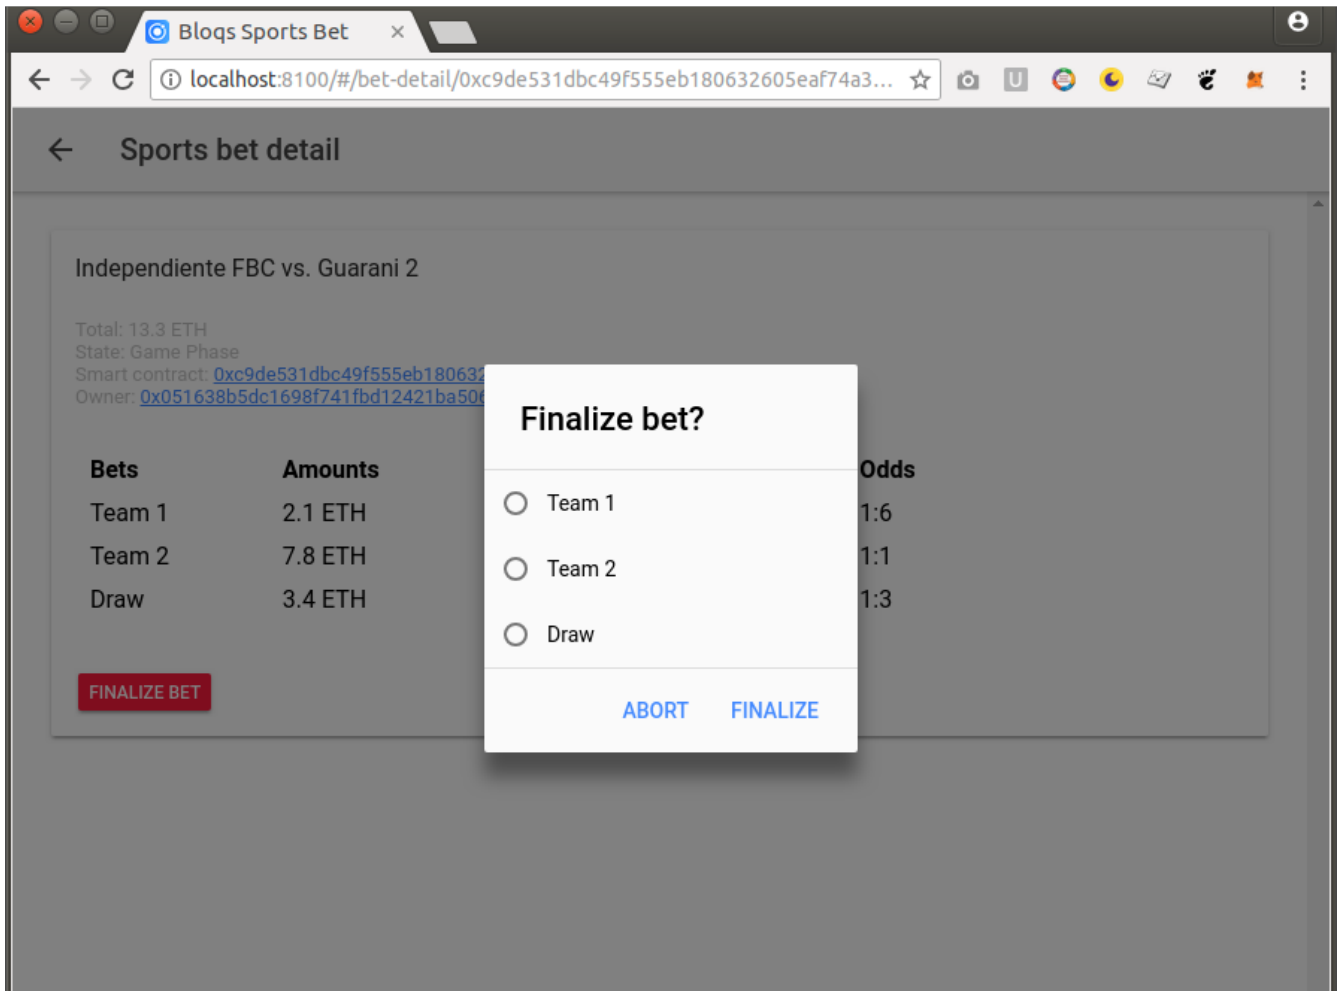 Bloqs Sports Bet
localhost:8100/#/bet-detail/0xc9de531dbc49f555eb180632605eaf74a3...
Sports bet detail
Independiente FBC vs. Guarani 2
Total: 13.3 ETH
State: Game Phase
Smart contract: 0xc9de531dbc49f555eb180632
Owner: 0x051638b5dc1698f741fbd12421ba506
Finalize bet?
Bets Amounts Odds
Team 1 2.1 ETH 1:6
Team 2 7.8 ETH 1:1
Draw 3.4 ETH 1:3
Team 1
Team 2
Draw
FINALIZE BET
ABORT FINALIZE